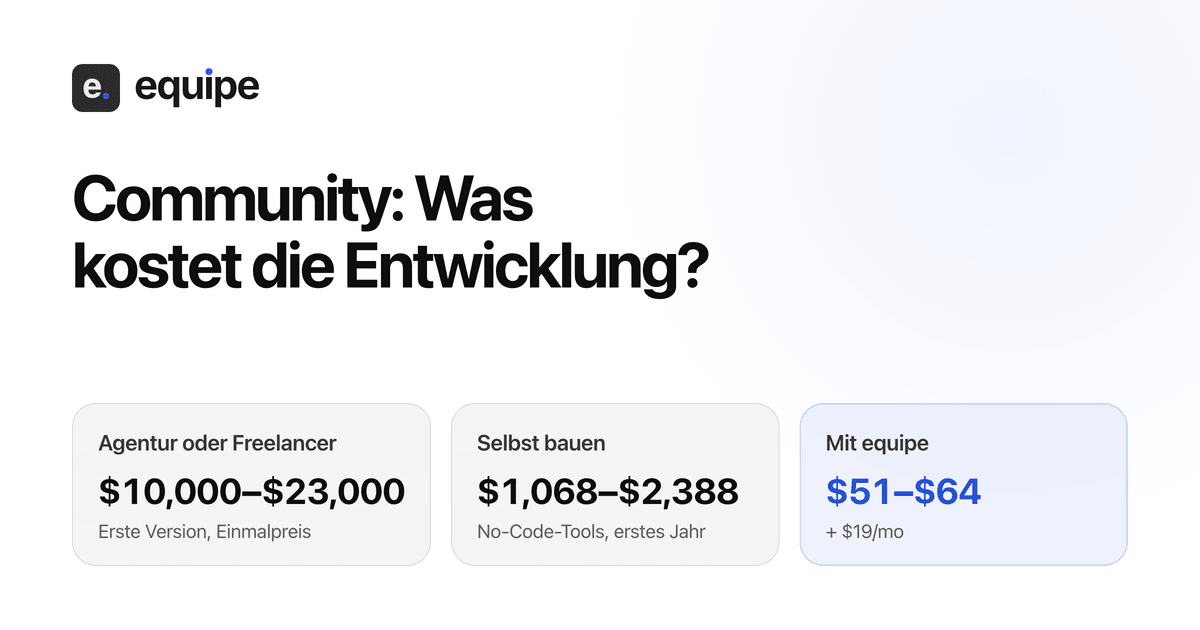 e.
equipe
Community: Was
kostet die Entwicklung?
Agentur oder Freelancer
$10,000–$23,000
Erste Version, Einmalpreis
Selbst bauen
$1,068–$2,388
No-Code-Tools, erstes Jahr
Mit equipe
$51–$64
+ $19/mo